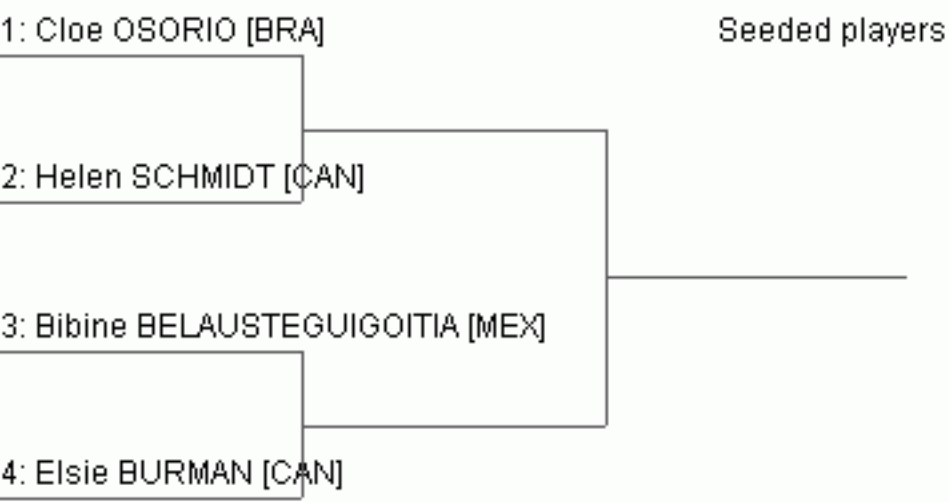 1: Cloe OSORIO [BRA]
Seeded players
2: Helen SCHMIDT [CAN]
3: Bibine BELAUSTEGUIGOITIA [MEX]
4: Elsie BURMAN [CAN]